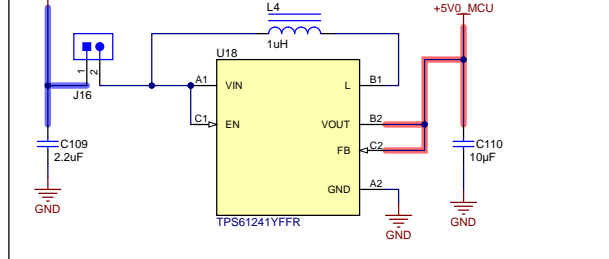 +5V0_MCU
L4
1uH
U18
1
2
J16
A1
VIN
L
B1
C1
EN
VOUT
B2
FB
C2
GND
A2
C109
2.2uF
C110
10µF
GND
TPS61241YFFR
GND
GND